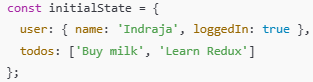 const initialState = {
  user: { name: 'Indraja', loggedIn: true },
  todos: ['Buy milk', 'Learn Redux']
};